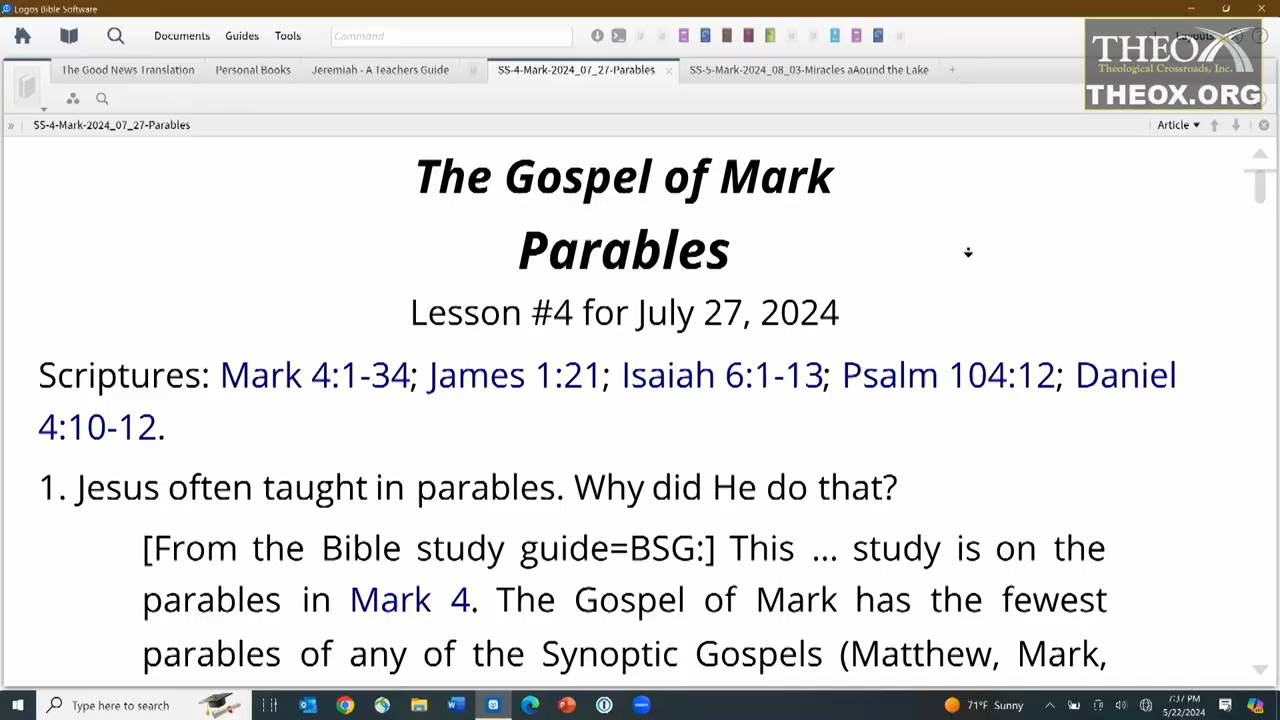 Logos Bible Software
Documents Guides Tools Command
THEOX
Theological Crossroads, Inc.
THEOX.ORG
The Good News Translation Personal Books Jeremiah - A Teacher's SS-4-Mark-2024_07_27-Parables SS-5-Mark-2024_08_03-Miracles aAound the Lake
SS-4-Mark-2024_07_27-Parables Article
The Gospel of Mark
Parables
Lesson #4 for July 27, 2024
Scriptures: Mark 4:1-34; James 1:21; Isaiah 6:1-13; Psalm 104:12; Daniel
4:10-12.
1. Jesus often taught in parables. Why did He do that?
[From the Bible study guide=BSG:] This ... study is on the
parables in Mark 4. The Gospel of Mark has the fewest
parables of any of the Synoptic Gospels (Matthew, Mark,
Type here to search 71°F Sunny 7:37 PM
5/22/2024